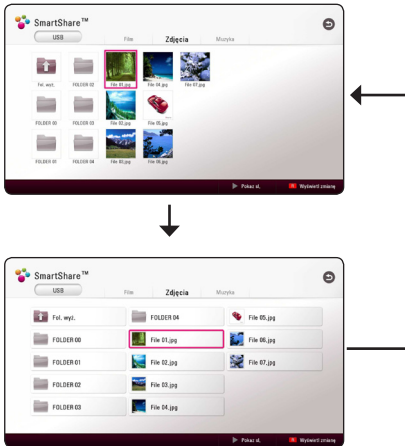 SmartShare™
USB Film Zdjęcia Muzyka
Fol. wyż. FOLDER 02 File 01.jpg File 04.jpg File 07.jpg
FOLDER 00 FOLDER 03 File 02.jpg File 05.jpg
FOLDER 01 FOLDER 04 File 03.jpg File 06.jpg
Pokaz sl. Wyświetl zmianę
SmartShare™
USB Film Zdjęcia Muzyka
Fol. wyż. FOLDER 04 File 05.jpg
FOLDER 00 File 01.jpg File 06.jpg
FOLDER 01 File 02.jpg File 07.jpg
FOLDER 02 File 03.jpg
FOLDER 03 File 04.jpg
Pokaz sl. Wyświetl zmianę